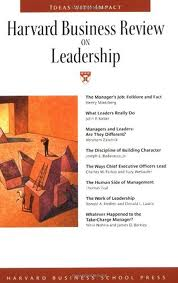 IDEAS WITH IMPACT
Harvard Business Review
ON
Leadership
The Manager's Job: Folklore and Fact
Henry Mintzberg
What Leaders Really Do
John P. Kotter
Managers and Leaders:
Are They Different?
Abraham Zaleznik
The Discipline of Building Character
Joseph L. Badaracco, Jr.
The Ways Chief Executive Officers Lead
Charles M. Farkas and Suzy Wetlaufer
The Human Side of Management
Thomas Teal
The Work of Leadership
Ronald A. Heifetz and Donald L. Laurie
Whatever Happened to the
Take-Charge Manager?
Nitin Nohria and James D. Berkley
HARVARD BUSINESS SCHOOL PRESS